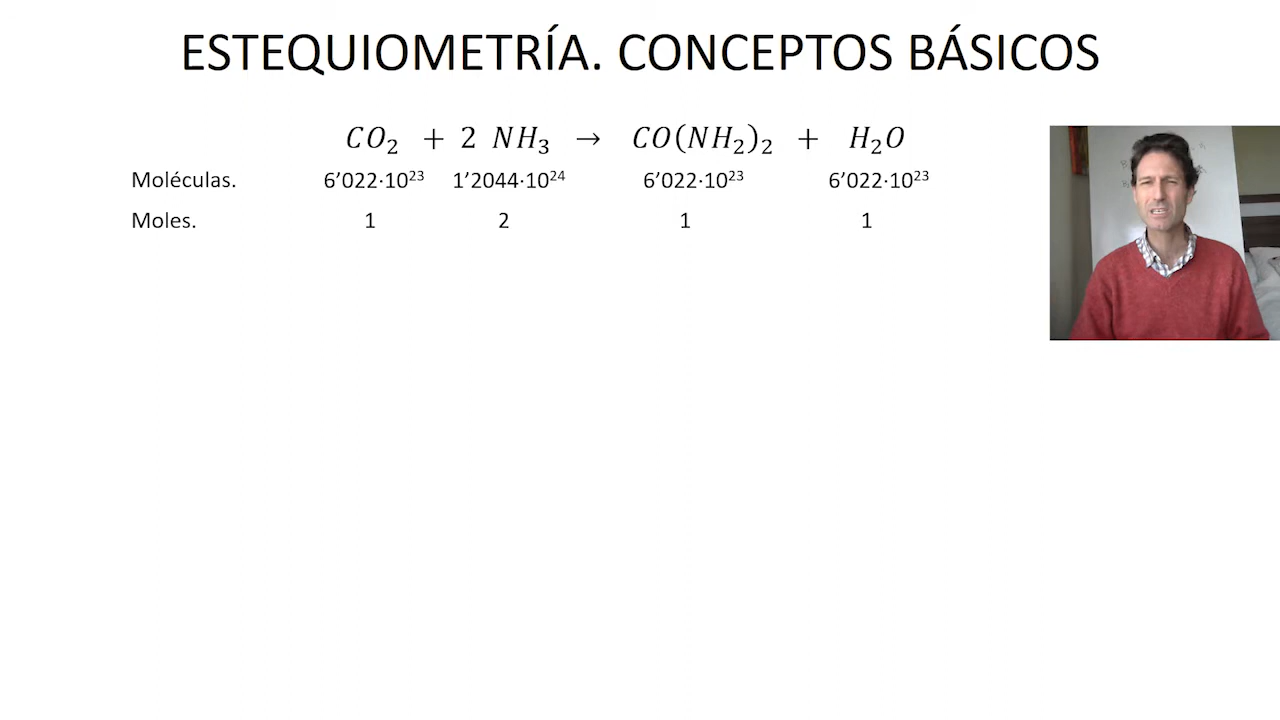 ESTEQUIOMETRÍA. CONCEPTOS BÁSICOS
CO₂ + 2 NH₃ → CO(NH₂)₂ + H₂O
Moléculas. 6’022·10²³ 1’2044·10²⁴ 6’022·10²³ 6’022·10²³
Moles. 1 2 1 1